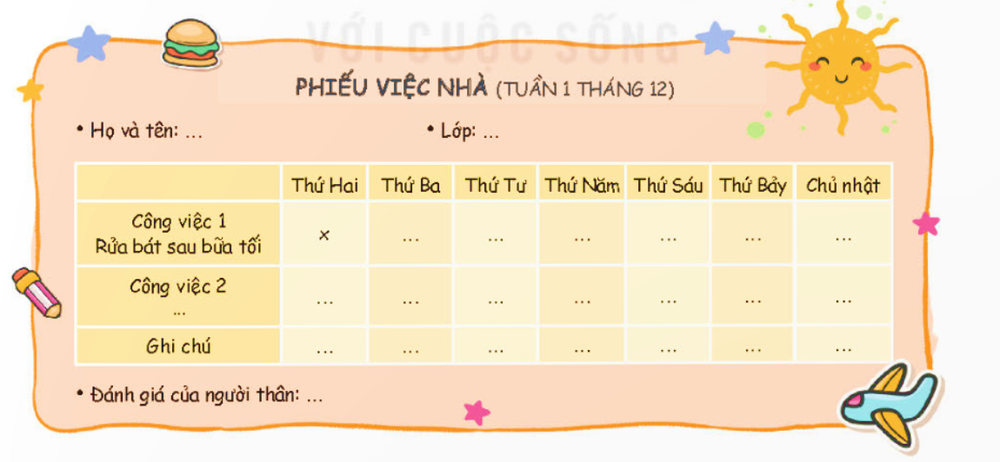 VỚI CUỘC SỐNG
PHIẾU VIỆC NHÀ (TUẦN 1 THÁNG 12)
• Họ và tên: ... • Lớp: ...
Thứ Hai Thứ Ba Thứ Tư Thứ Năm Thứ Sáu Thứ Bảy Chủ nhật
Công việc 1
Rửa bát sau bữa tối x ... ... ... ... ... ...
Công việc 2
... ... ... ... ... ... ... ...
Ghi chú ... ... ... ... ... ... ...
• Đánh giá của người thân: ...